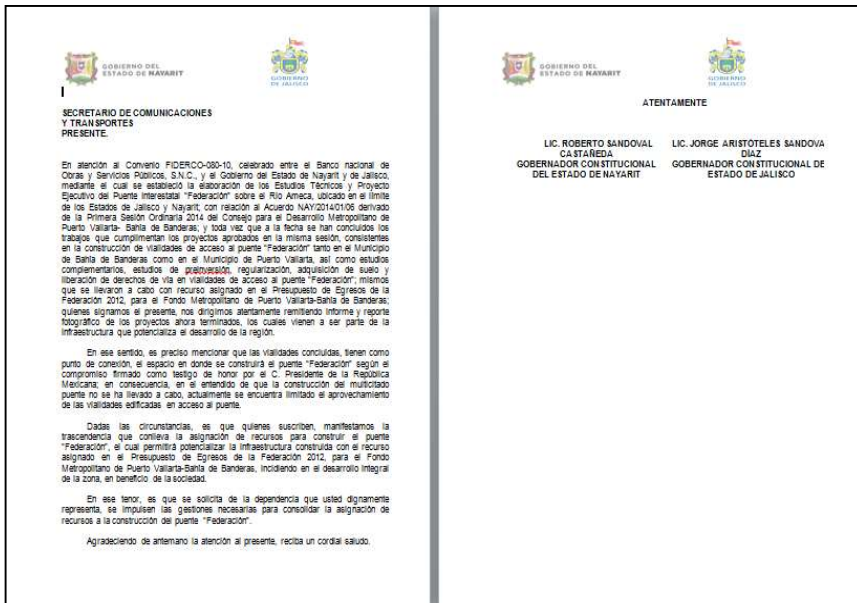 GOBIERNO DEL
ESTADO DE NAYARIT
GOBIERNO
DE JALISCO
SECRETARIO DE COMUNICACIONES
Y TRANSPORTES
PRESENTE.
En atención al Convenio FIDERCO-080-10, celebrado entre el Banco nacional de
Obras y Servicios Públicos, S.N.C., y el Gobierno del Estado de Nayarit y de Jalisco,
mediante el cual se estableció la elaboración de los Estudios Técnicos y Proyecto
Ejecutivo del Puente Interestatal "Federación" sobre el Río Ameca, ubicado en el límite
de los Estados de Jalisco y Nayarit; con relación al Acuerdo NAY/2014/01/06 derivado
de la Primera Sesión Ordinaria 2014 del Consejo para el Desarrollo Metropolitano de
Puerto Vallarta- Bahía de Banderas; y toda vez que a la fecha se han concluidos los
trabajos que cumplimentan los proyectos aprobados en la misma sesión, consistentes
en la construcción de vialidades de acceso al puente "Federación" tanto en el Municipio
de Bahía de Banderas como en el Municipio de Puerto Vallarta, así como estudios
complementarios, estudios de preinversión, regularización, adquisición de suelo y
liberación de derechos de vía en vialidades de acceso al puente "Federación"; mismos
que se llevaron a cabo con recurso asignado en el Presupuesto de Egresos de la
Federación 2012, para el Fondo Metropolitano de Puerto Vallarta-Bahía de Banderas;
quienes signamos el presente, nos dirigimos atentamente remitiendo informe y reporte
fotográfico de los proyectos ahora terminados, los cuales vienen a ser parte de la
infraestructura que potencializa el desarrollo de la región.
En ese sentido, es preciso mencionar que las vialidades concluidas, tienen como
punto de conexión, el espacio en donde se construirá el puente "Federación" según el
compromiso firmado como testigo de honor por el C. Presidente de la República
Mexicana; en consecuencia, en el entendido de que la construcción del multicitado
puente no se ha llevado a cabo, actualmente se encuentra limitado el aprovechamiento
de las vialidades edificadas en acceso al puente.
Dadas las circunstancias, es que quienes suscriben, manifestamos la
trascendencia que conlleva la asignación de recursos para construir el puente
"Federación", el cual permitirá potencializar la infraestructura construida con el recurso
asignado en el Presupuesto de Egresos de la Federación 2012, para el Fondo
Metropolitano de Puerto Vallarta-Bahía de Banderas, incidiendo en el desarrollo integral
de la zona, en beneficio de la sociedad.
En ese tenor, es que se solicita de la dependencia que usted dignamente
representa, se impulsen las gestiones necesarias para consolidar la asignación de
recursos a la construcción del puente "Federación".
Agradeciendo de antemano la atención al presente, reciba un cordial saludo.
GOBIERNO DEL
ESTADO DE NAYARIT
GOBIERNO
DE JALISCO
ATENTAMENTE
LIC. ROBERTO SANDOVAL
CASTAÑEDA
GOBERNADOR CONSTITUCIONAL
DEL ESTADO DE NAYARIT
LIC. JORGE ARISTÓTELES SANDOVA
DÍAZ
GOBERNADOR CONSTITUCIONAL DE
ESTADO DE JALISCO